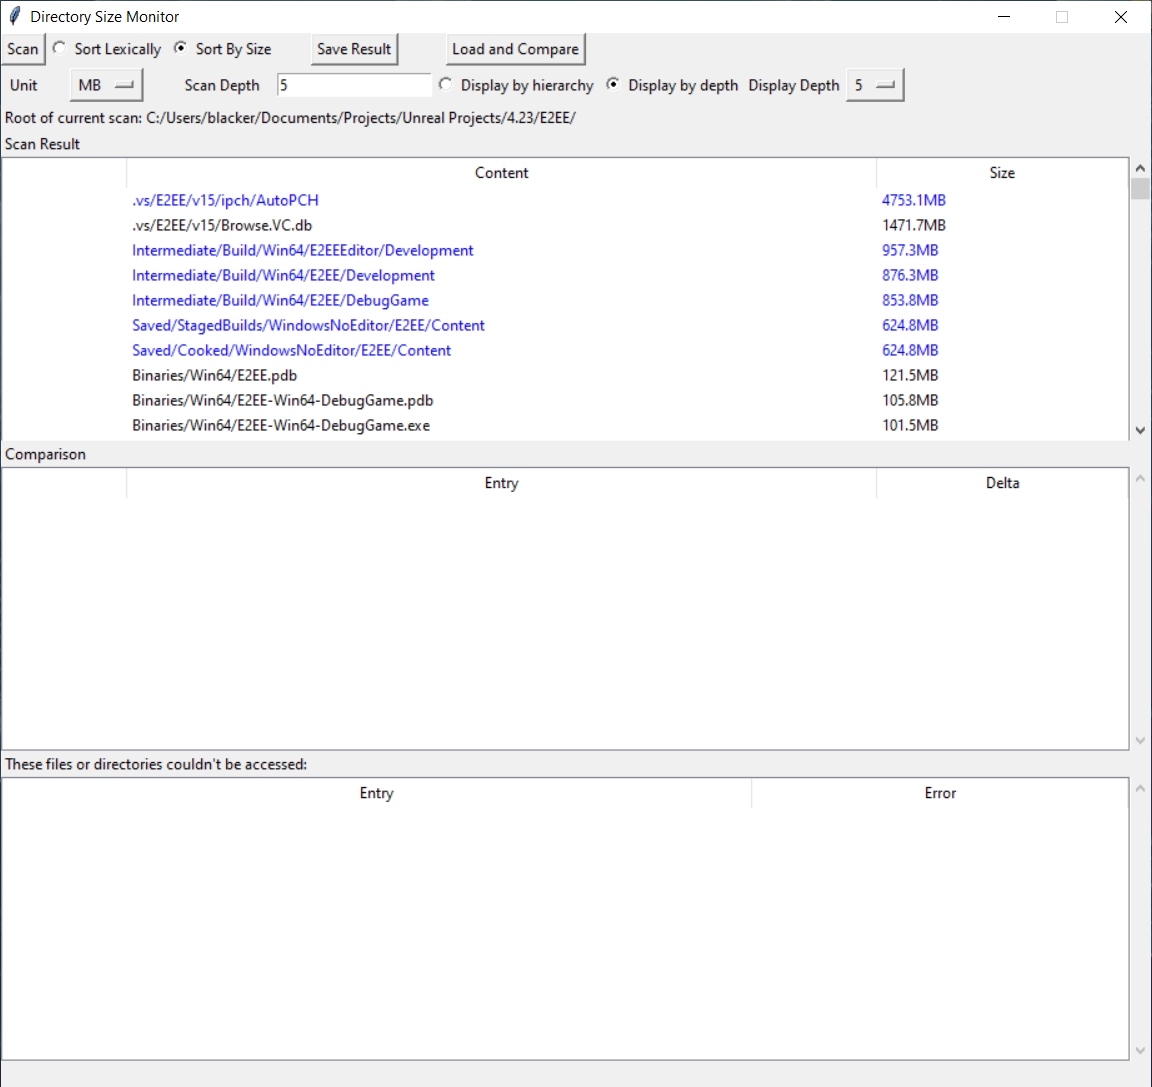 Directory Size Monitor
Scan Sort Lexically Sort By Size Save Result Load and Compare
Unit MB Scan Depth 5 Display by hierarchy Display by depth Display Depth 5
Root of current scan: C:/Users/blacker/Documents/Projects/Unreal Projects/4.23/E2EE/
Scan Result
Content Size
.vs/E2EE/v15/ipch/AutoPCH 4753.1MB
.vs/E2EE/v15/Browse.VC.db 1471.7MB
Intermediate/Build/Win64/E2EEEditor/Development 957.3MB
Intermediate/Build/Win64/E2EE/Development 876.3MB
Intermediate/Build/Win64/E2EE/DebugGame 853.8MB
Saved/StagedBuilds/WindowsNoEditor/E2EE/Content 624.8MB
Saved/Cooked/WindowsNoEditor/E2EE/Content 624.8MB
Binaries/Win64/E2EE.pdb 121.5MB
Binaries/Win64/E2EE-Win64-DebugGame.pdb 105.8MB
Binaries/Win64/E2EE-Win64-DebugGame.exe 101.5MB
Comparison
Entry Delta
These files or directories couldn't be accessed:
Entry Error